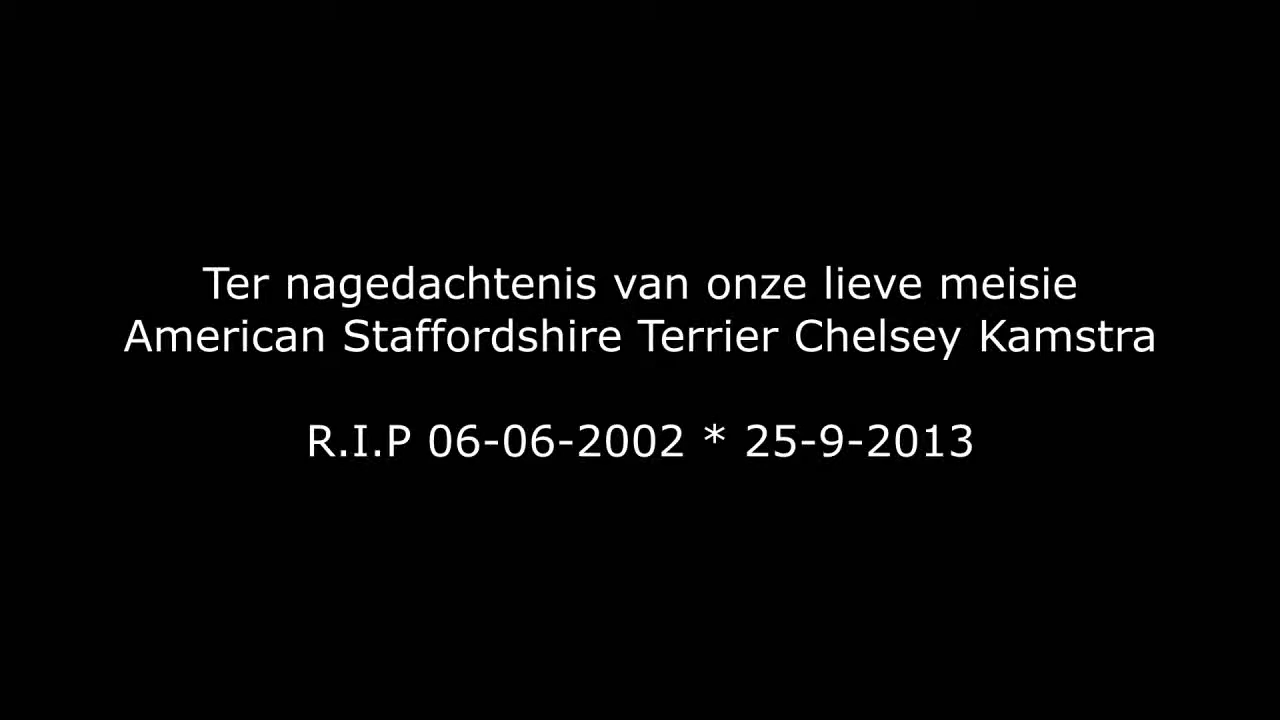 Ter nagedachtenis van onze lieve meisie
American Staffordshire Terrier Chelsey Kamstra
R.I.P 06-06-2002 * 25-9-2013